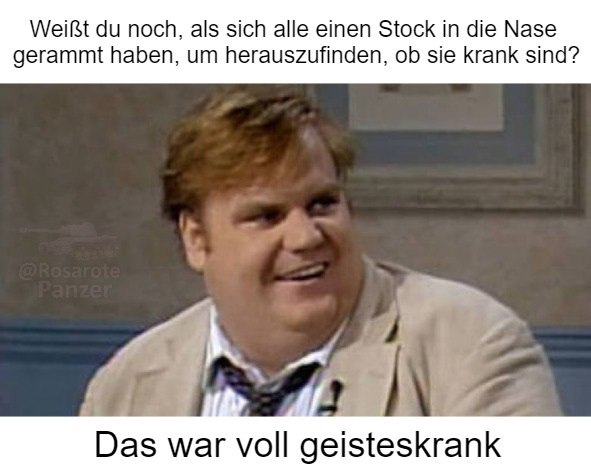 Weißt du noch, als sich alle einen Stock in die Nase
gerammt haben, um herauszufinden, ob sie krank sind?
@Rosarote
Panzer
Das war voll geisteskrank